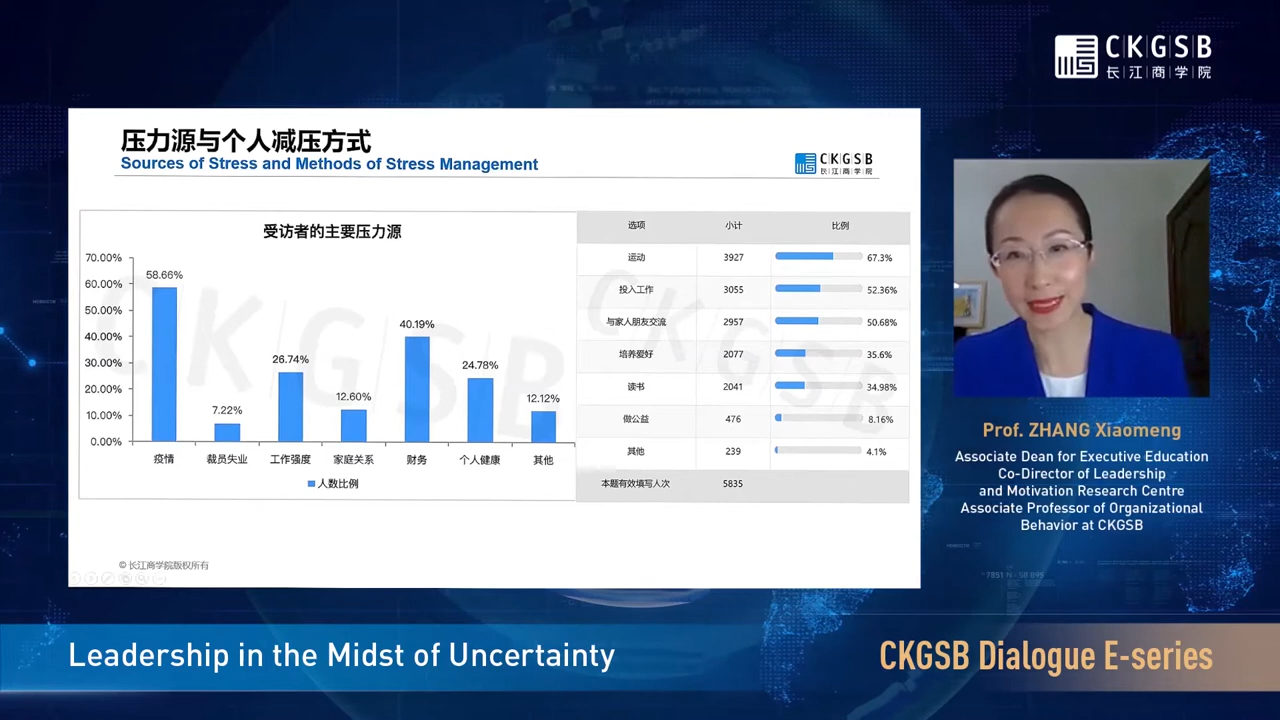 CKGSB
长江商学院
压力源与个人减压方式
Sources of Stress and Methods of Stress Management
CKGSB
长江商学院
受访者的主要压力源
70.00%
60.00%
50.00%
40.00%
30.00%
20.00%
10.00%
0.00%
58.66%
7.22%
26.74%
12.60%
40.19%
24.78%
12.12%
疫情 裁员失业 工作强度 家庭关系 财务 个人健康 其他
人数比例
选项 小计 比例
运动 3927 67.3%
投入工作 3055 52.36%
与家人朋友交流 2957 50.68%
培养爱好 2077 35.6%
读书 2041 34.98%
做公益 476 8.16%
其他 239 4.1%
本题有效填写人次 5835
CKGSB
CKGSB
© 长江商学院版权所有
Prof. ZHANG Xiaomeng
Associate Dean for Executive Education
Co-Director of Leadership
and Motivation Research Centre
Associate Professor of Organizational
Behavior at CKGSB
7851 N - 58 895
Leadership in the Midst of Uncertainty
CKGSB Dialogue E-series